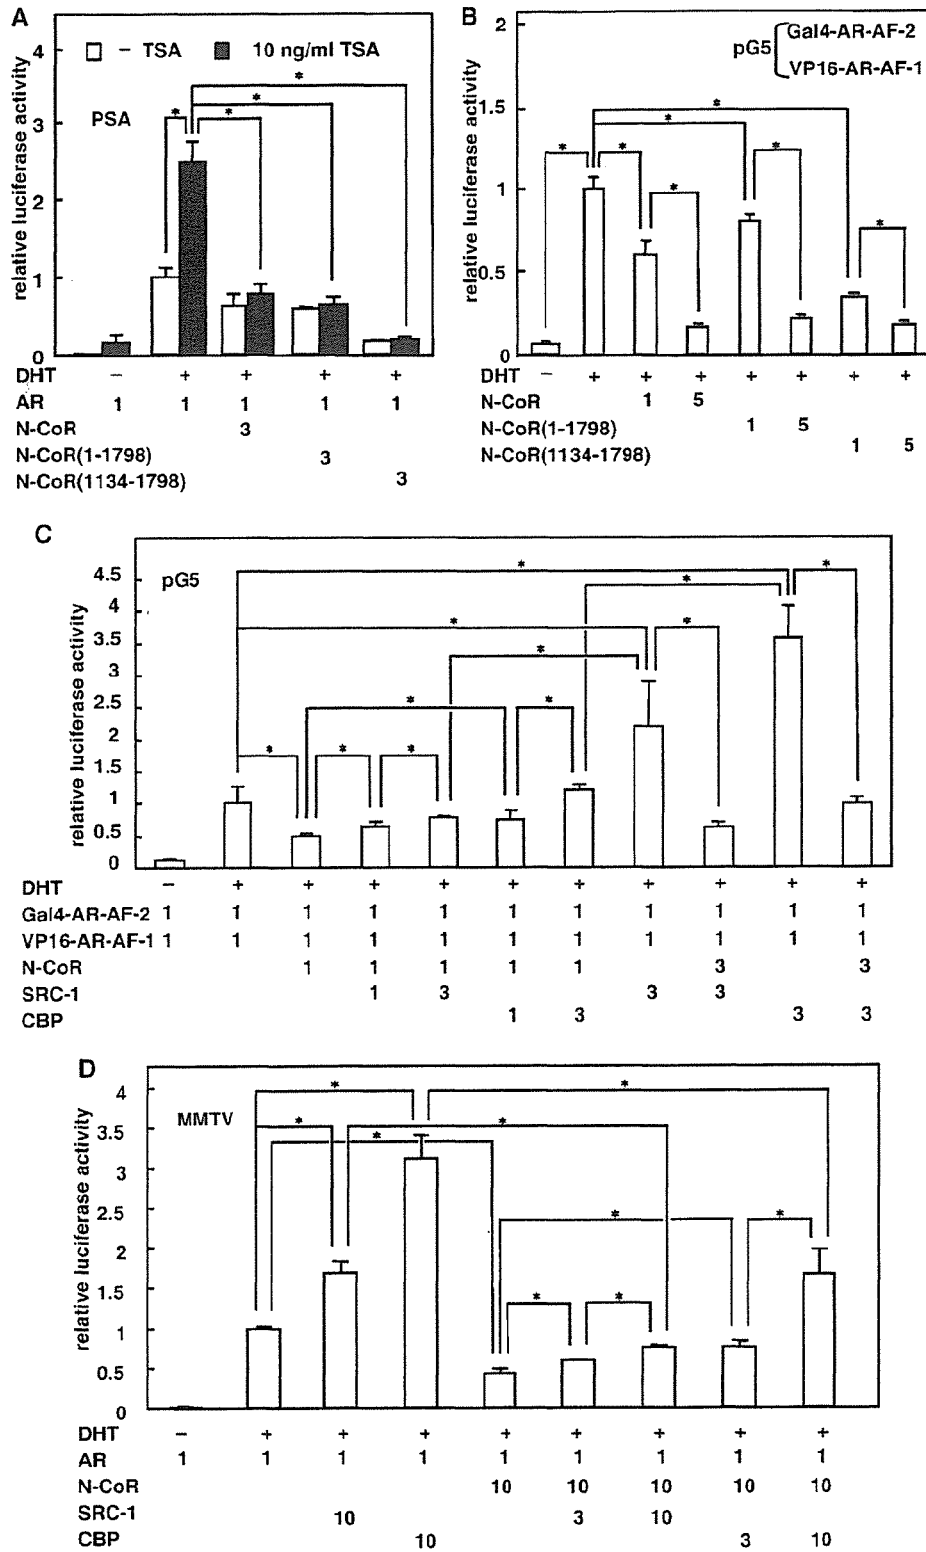 A
relative luciferase activity
4
3
2
1
0
– TSA 10 ng/ml TSA
PSA
* * * *
DHT – + + + +
AR 1 1 1 1 1
N-CoR 3
N-CoR(1-1798) 3
N-CoR(1134-1798) 3
B
relative luciferase activity
2
1.5
1
0.5
0
pG5 Gal4-AR-AF-2
VP16-AR-AF-1
* * * * * * *
DHT – + + + + + + +
N-CoR 1 5
N-CoR(1-1798) 1 5
N-CoR(1134-1798) 1 5
C
relative luciferase activity
4.5
4
3.5
3
2.5
2
1.5
1
0.5
0
pG5
* * * * * * * * * * *
DHT – + + + + + + + + + +
Gal4-AR-AF-2 1 1 1 1 1 1 1 1 1 1 1
VP16-AR-AF-1 1 1 1 1 1 1 1 1 1 1 1
N-CoR 1 1 1 1 1 3 3
SRC-1 1 3 3 3
CBP 1 3 3 3
D
relative luciferase activity
4
3.5
3
2.5
2
1.5
1
0.5
0
MMTV
* * * * * * * * *
DHT – + + + + + + + +
AR 1 1 1 1 1 1 1 1 1
N-CoR 10 10 10 10 10
SRC-1 10 3 10
CBP 10 3 10